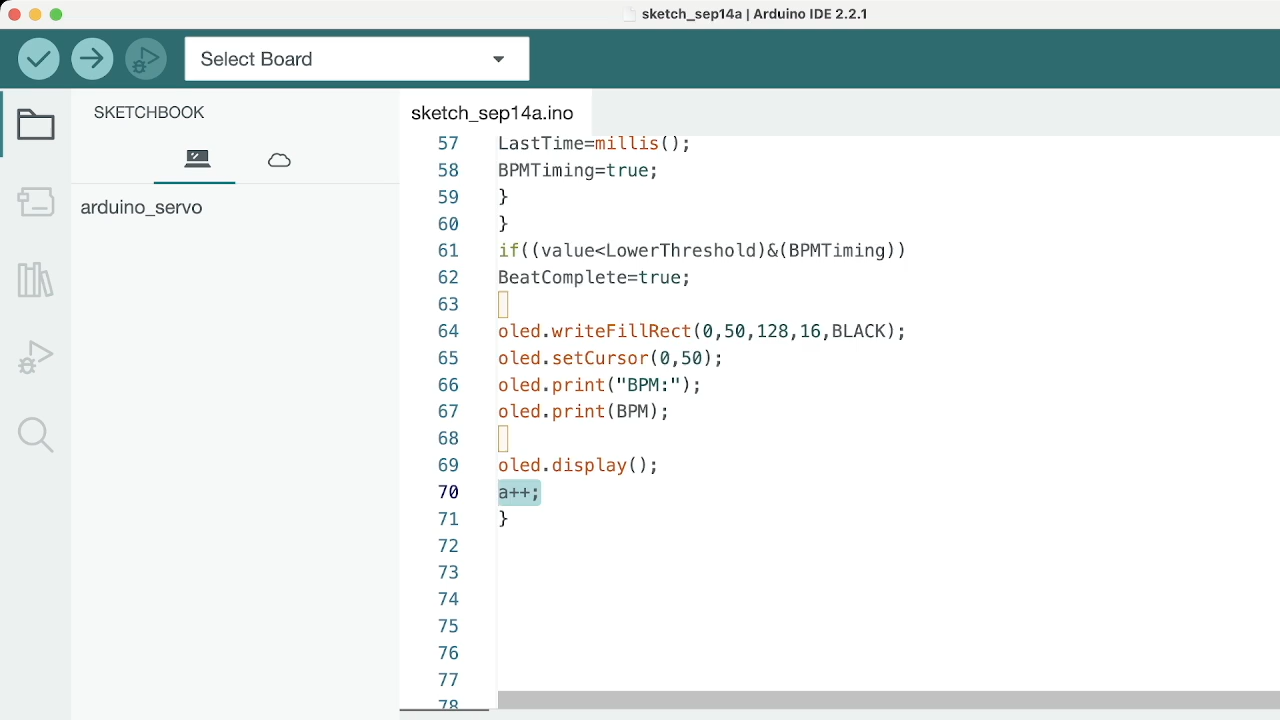 sketch_sep14a | Arduino IDE 2.2.1
Select Board
SKETCHBOOK
arduino_servo
sketch_sep14a.ino
57 LastTime=millis();
58 BPMTiming=true;
59 }
60 }
61 if((value<LowerThreshold)&(BPMTiming))
62 BeatComplete=true;
63
64 oled.writeFillRect(0,50,128,16,BLACK);
65 oled.setCursor(0,50);
66 oled.print("BPM:");
67 oled.print(BPM);
68
69 oled.display();
70 a++;
71 }
72
73
74
75
76
77
78